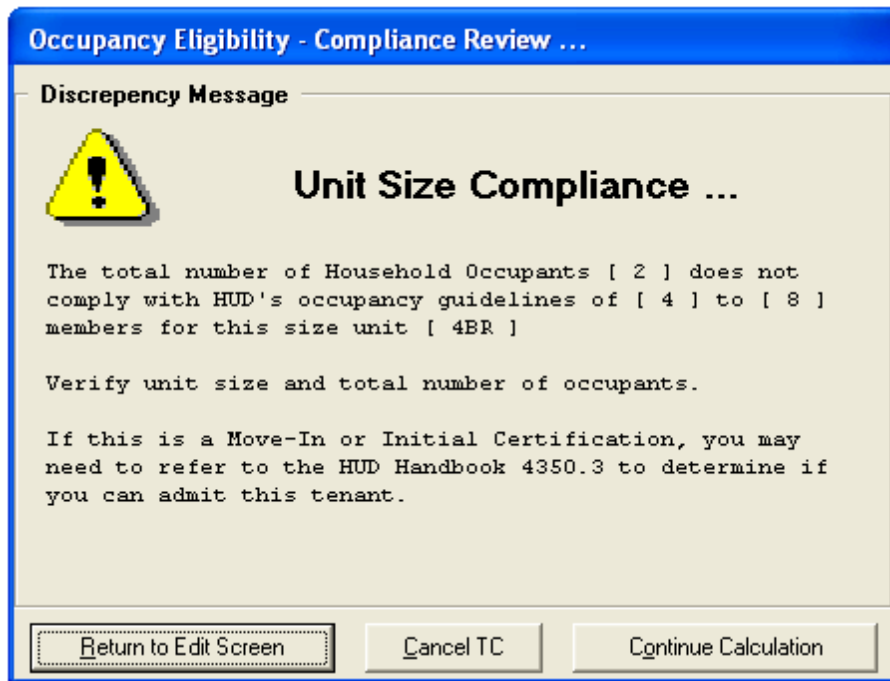 Occupancy Eligibility - Compliance Review ...
Discrepency Message
Unit Size Compliance ...
The total number of Household Occupants [ 2 ] does not
comply with HUD's occupancy guidelines of [ 4 ] to [ 8 ]
members for this size unit [ 4BR ]
Verify unit size and total number of occupants.
If this is a Move-In or Initial Certification, you may
need to refer to the HUD Handbook 4350.3 to determine if
you can admit this tenant.
Return to Edit Screen
Cancel TC
Continue Calculation